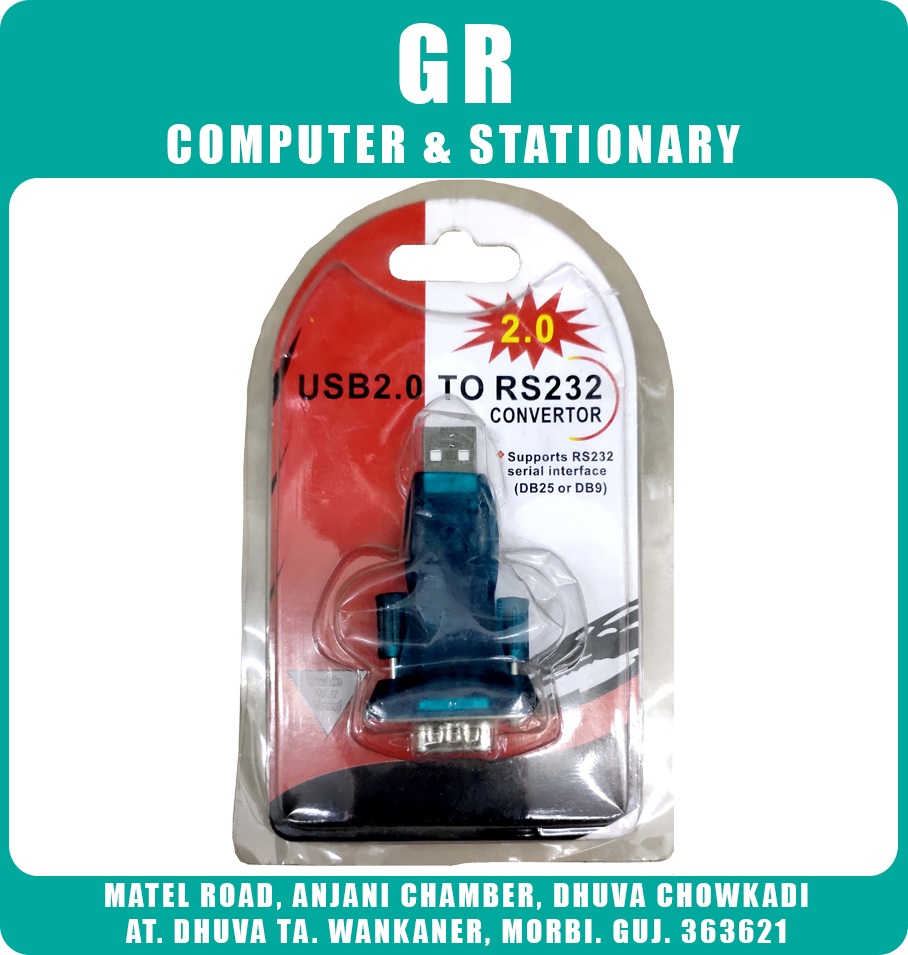 GR
COMPUTER & STATIONARY
2.0
USB2.0 TO RS232
CONVERTOR
Supports RS232
serial interface
(DB25 or DB9)
MATEL ROAD, ANJANI CHAMBER, DHUVA CHOWKADI
AT. DHUVA TA. WANKANER, MORBI. GUJ. 363621